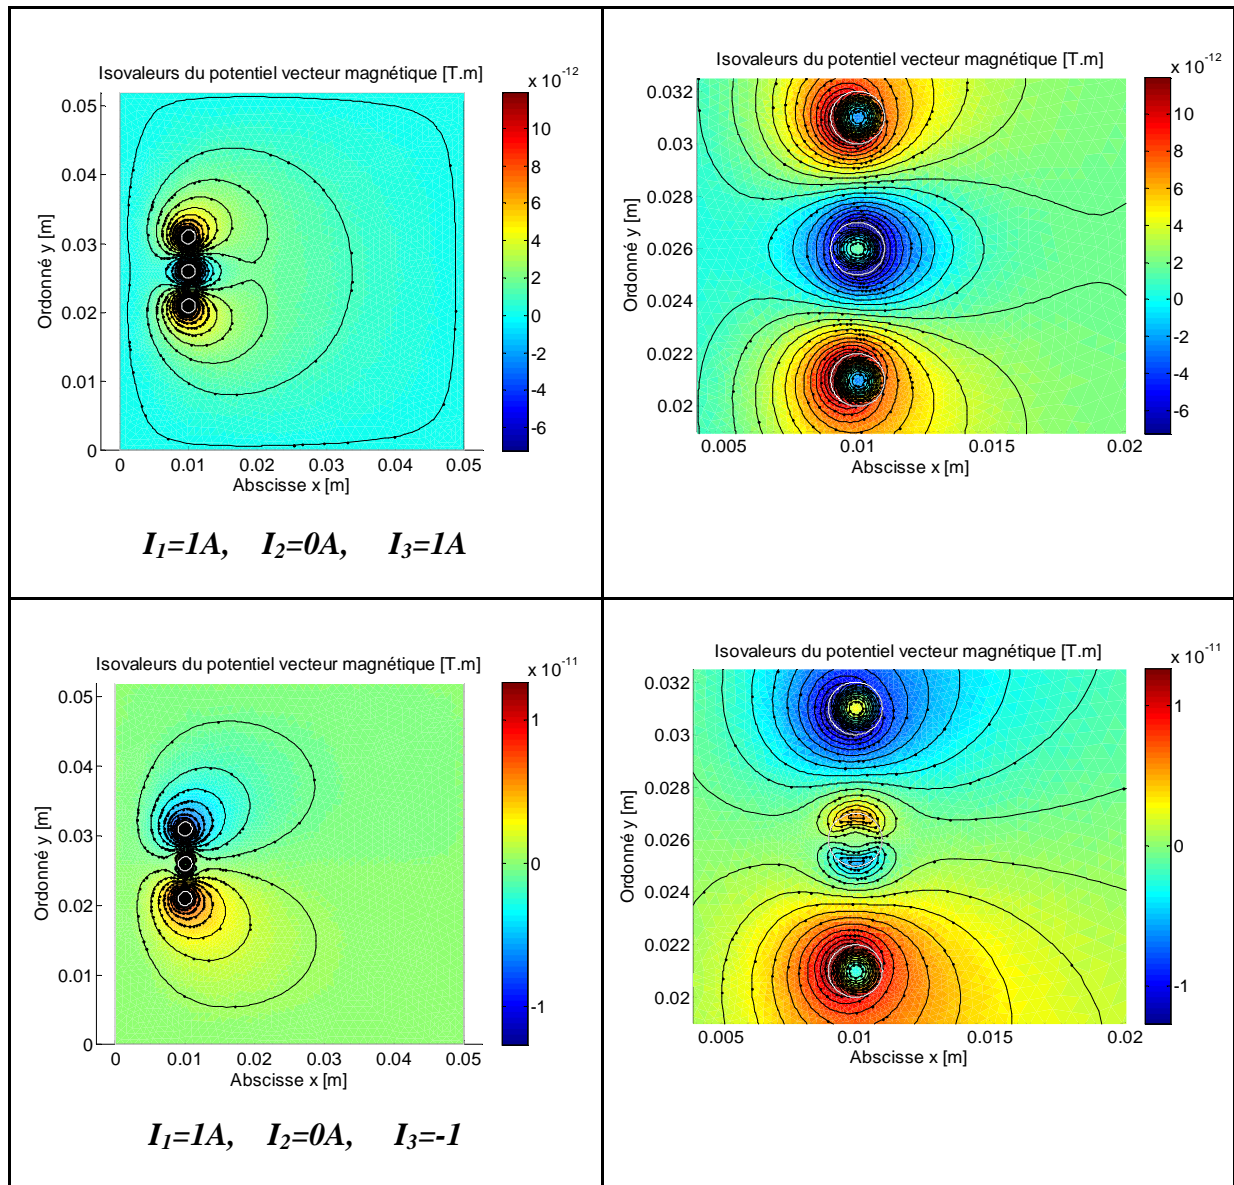 Isovaleurs du potentiel vecteur magnétique [T.m]
x 10-12
0.05
0.04
0.03
0.02
0.01
0
Ordonné y [m]
0 0.01 0.02 0.03 0.04 0.05
Abscisse x [m]
10
8
6
4
2
0
-2
-4
-6
I1=1A, I2=0A, I3=1A
Isovaleurs du potentiel vecteur magnétique [T.m]
x 10-12
0.032
0.03
0.028
0.026
0.024
0.022
0.02
Ordonné y [m]
0.005 0.01 0.015 0.02
Abscisse x [m]
10
8
6
4
2
0
-2
-4
-6
Isovaleurs du potentiel vecteur magnétique [T.m]
x 10-11
0.05
0.04
0.03
0.02
0.01
0
Ordonné y [m]
0 0.01 0.02 0.03 0.04 0.05
Abscisse x [m]
1
0
-1
I1=1A, I2=0A, I3=-1
Isovaleurs du potentiel vecteur magnétique [T.m]
x 10-11
0.032
0.03
0.028
0.026
0.024
0.022
0.02
Ordonné y [m]
0.005 0.01 0.015 0.02
Abscisse x [m]
1
0
-1